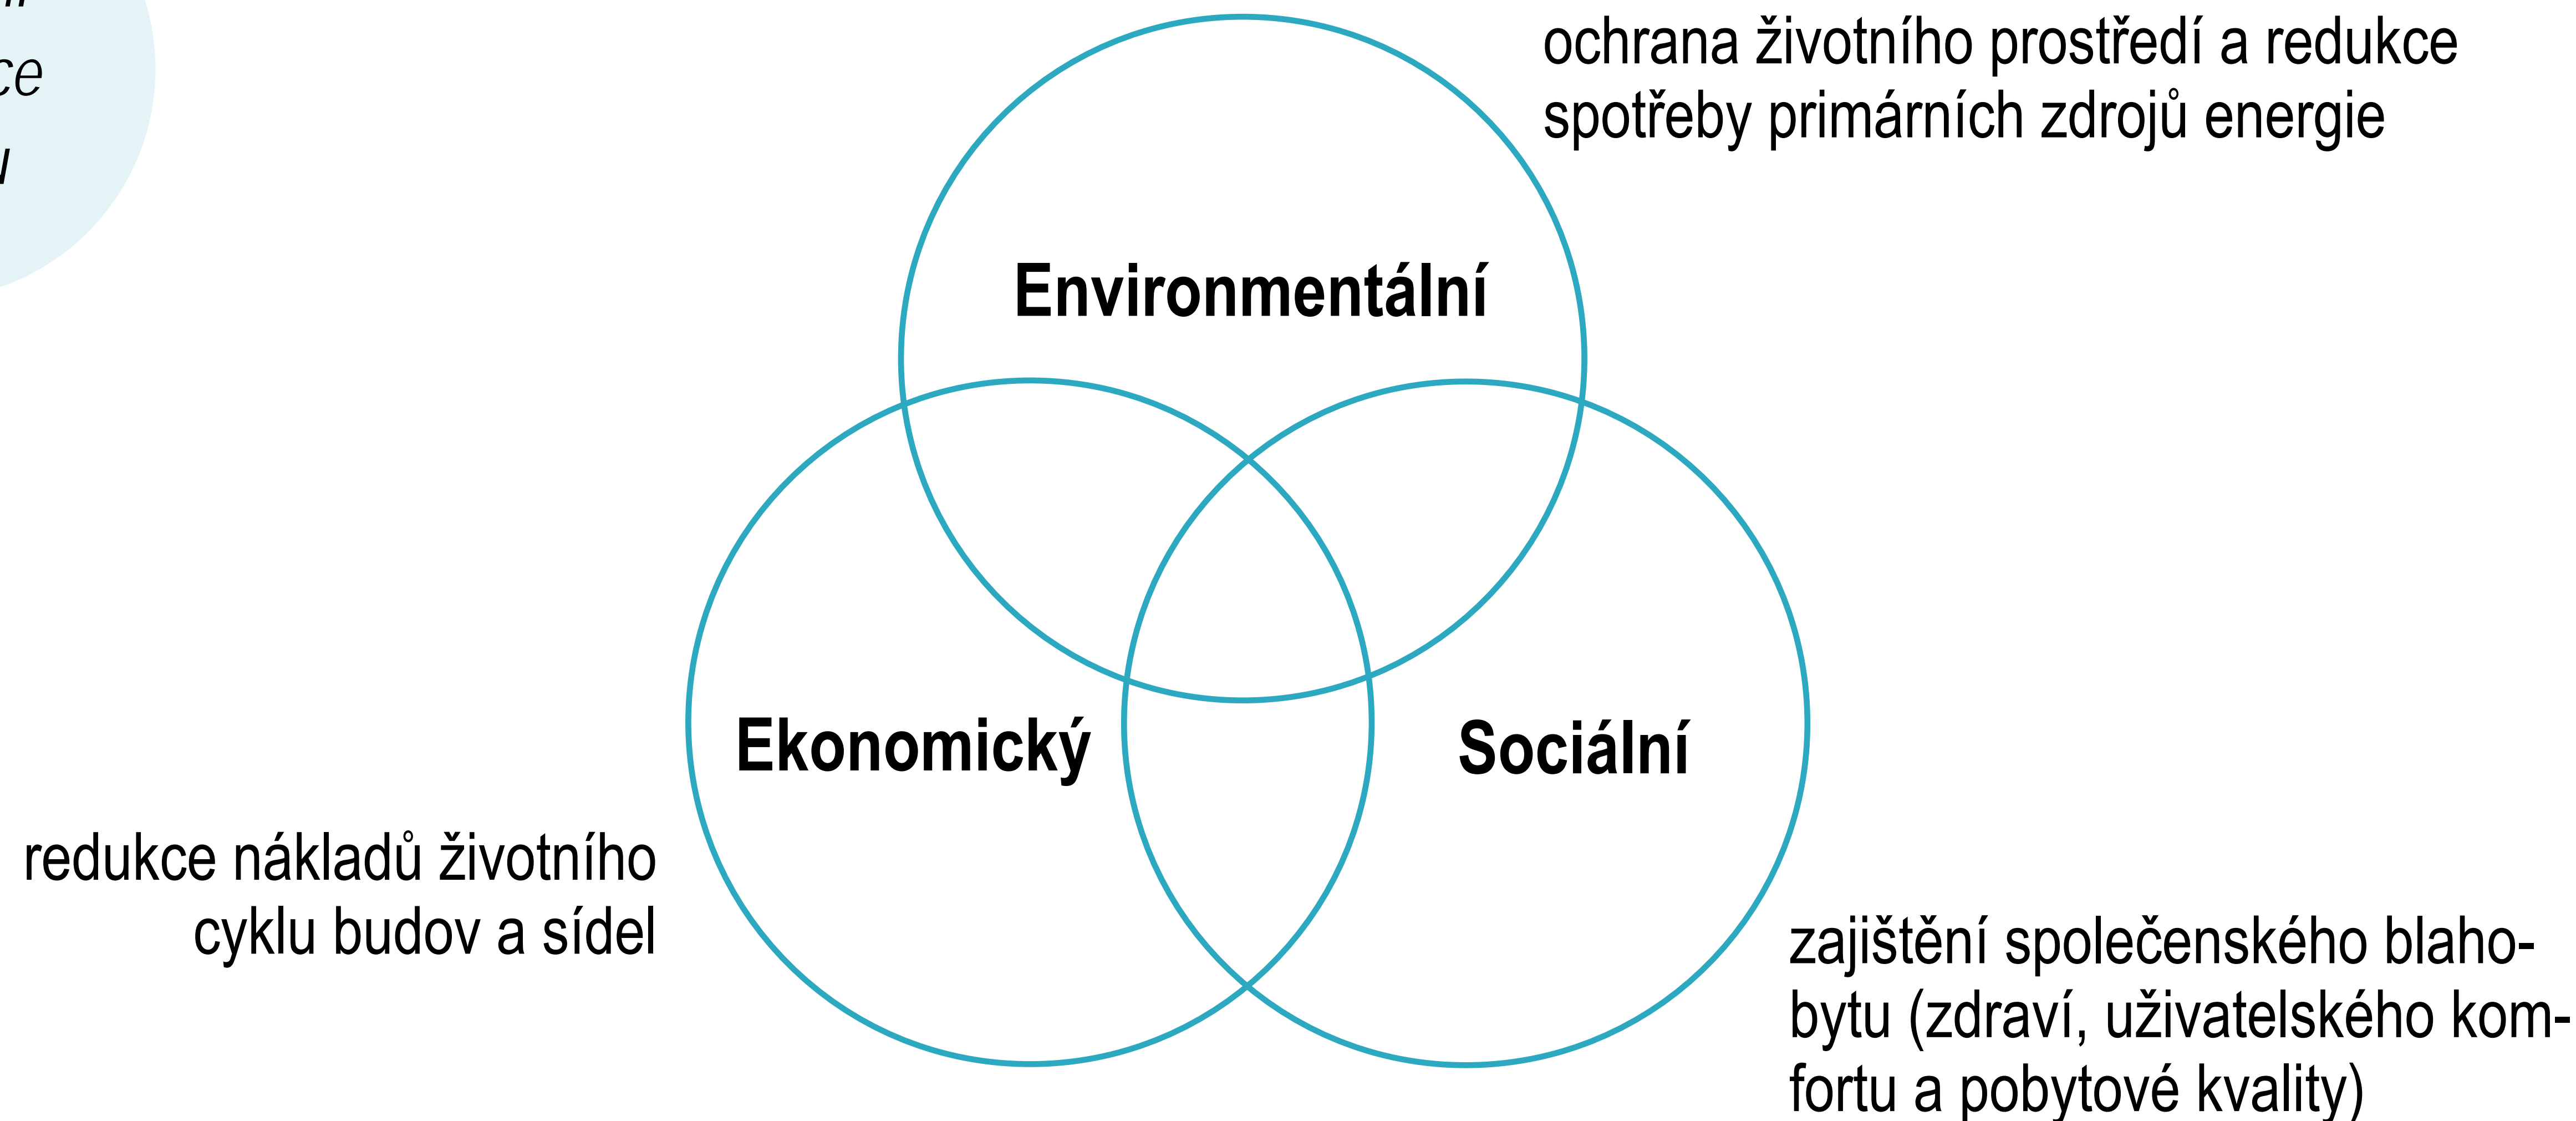 ochrana životního prostředí a redukce
spotřeby primárních zdrojů energie
Environmentální
Ekonomický
Sociální
redukce nákladů životního
cyklu budov a sídel
zajištění společenského blaho-
bytu (zdraví, uživatelského kom-
fortu a pobytové kvality)